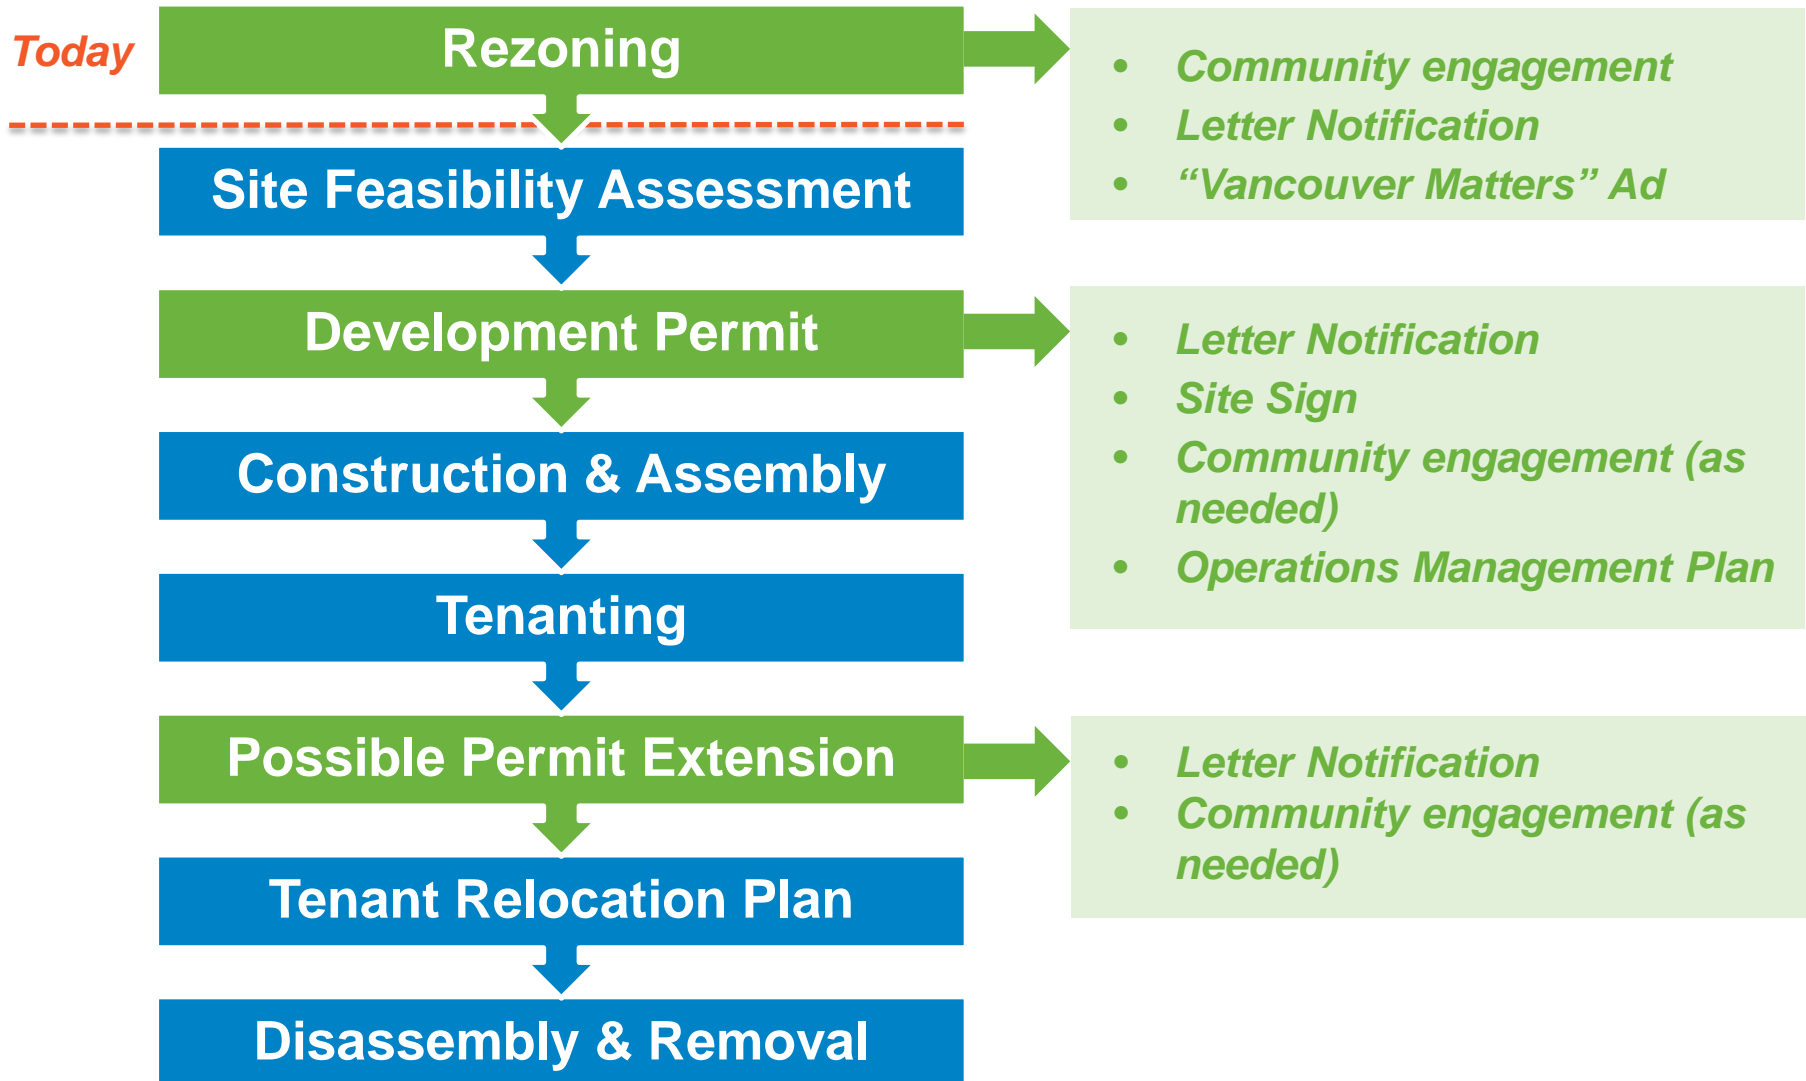 Today
Rezoning
• Community engagement
• Letter Notification
• “Vancouver Matters” Ad
Site Feasibility Assessment
Development Permit
• Letter Notification
• Site Sign
• Community engagement (as
needed)
• Operations Management Plan
Construction & Assembly
Tenanting
Possible Permit Extension
• Letter Notification
• Community engagement (as
needed)
Tenant Relocation Plan
Disassembly & Removal